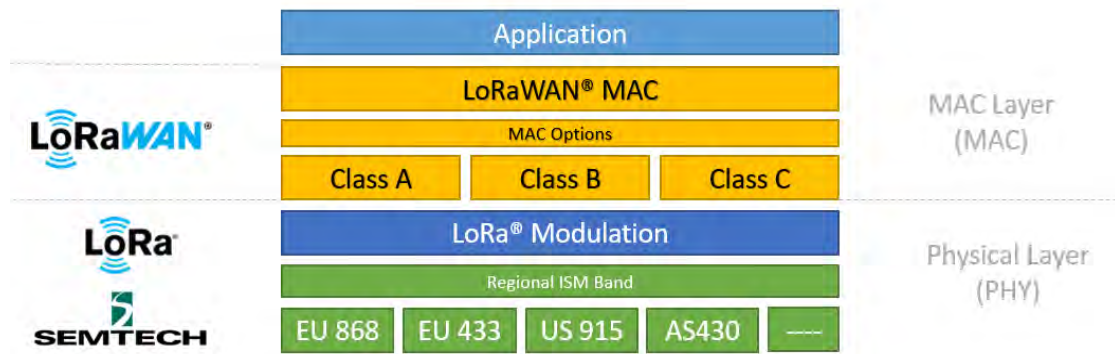 Application
LoRaWAN® MAC
LoRaWAN®
MAC Options
MAC Layer
(MAC)
Class A Class B Class C
LoRa® Modulation
LoRa
Regional ISM Band
Physical Layer
(PHY)
SEMTECH
EU 868 EU 433 US 915 AS430 ----